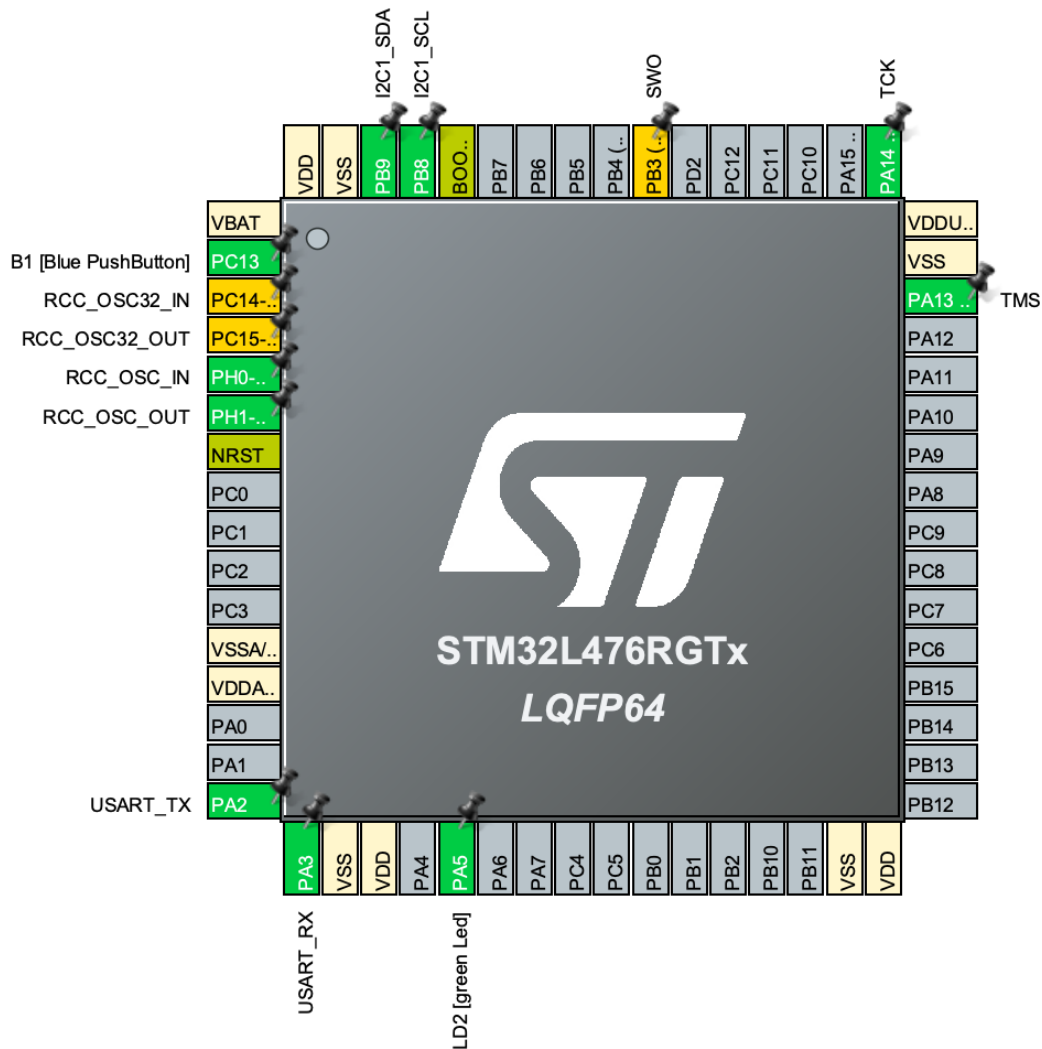 I2C1_SDA
I2C1_SCL
SWO
TCK
VDD
VSS
PB9
PB8
BOO..
PB7
PB6
PB5
PB4 (..
PB3 (..
PD2
PC12
PC11
PC10
PA15 ..
PA14 ..
VBAT
B1 [Blue PushButton] PC13
RCC_OSC32_IN PC14-..
RCC_OSC32_OUT PC15-..
RCC_OSC_IN PH0-..
RCC_OSC_OUT PH1-..
NRST
PC0
PC1
PC2
PC3
VSSA/..
VDDA..
PA0
PA1
USART_TX PA2
ST
STM32L476RGTx
LQFP64
VDDU..
VSS
PA13 .. TMS
PA12
PA11
PA10
PA9
PA8
PC9
PC8
PC7
PC6
PB15
PB14
PB13
PB12
PA3
VSS
VDD
PA4
PA5
PA6
PA7
PC4
PC5
PB0
PB1
PB2
PB10
PB11
VSS
VDD
USART_RX
LD2 [green Led]